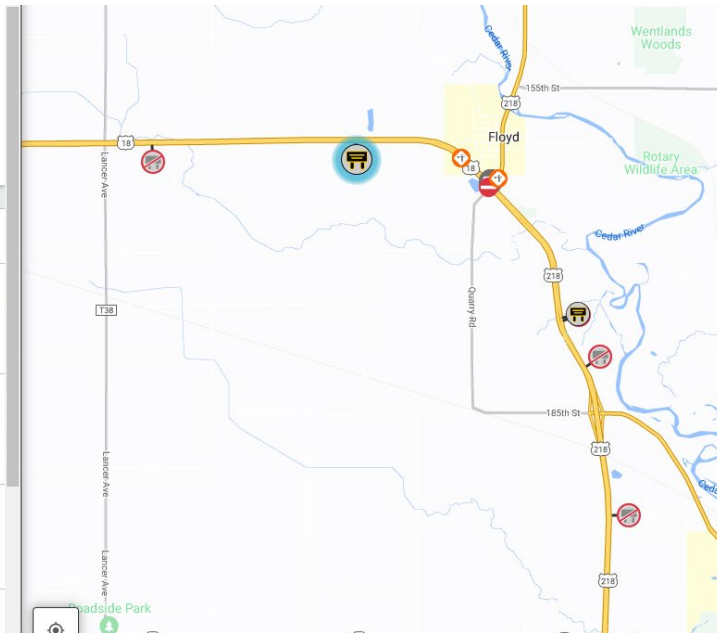 Wentlands
Woods
Cedar River
155th St
218
Floyd
18
18
Rotary
Wildlife Area
Lancer Ave
Cedar River
218
Quarry Rd
T38
185th St
218
Lancer Ave
218
Lancer Ave
Roadside Park